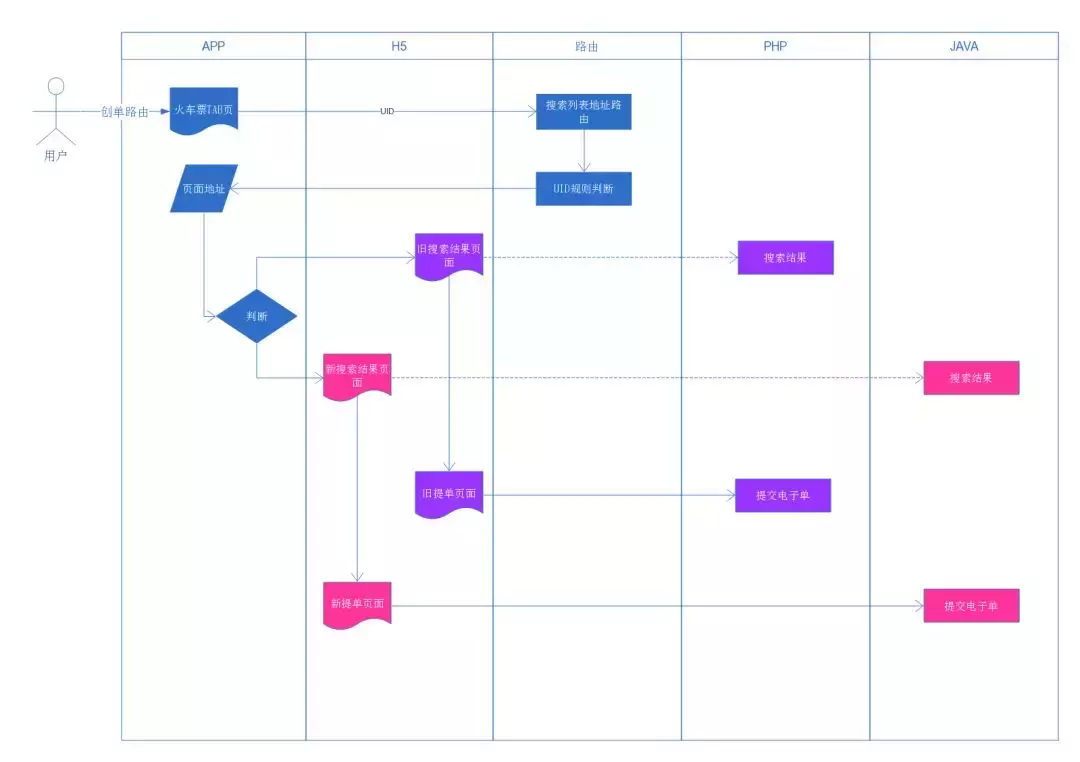 APP
H5
路由
PHP
JAVA
创单路由
火车票TAB页
UID
搜索列表地址路
由
用户
页面地址
UID规则判断
旧搜索结果页
面
搜索结果
判断
新搜索结果页
面
搜索结果
旧提单页面
提交电子单
新提单页面
提交电子单